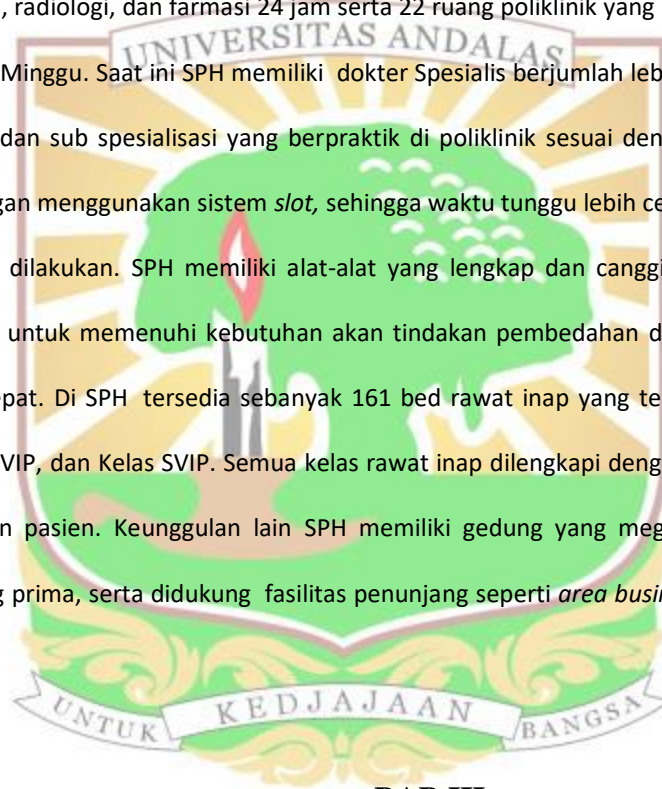 , radiologi, dan farmasi 24 jam serta 22 ruang poliklinik yang
UNIVERSITAS ANDALAS
Minggu. Saat ini SPH memiliki dokter Spesialis berjumlah leb
dan sub spesialisasi yang berpraktik di poliklinik sesuai den
gan menggunakan sistem slot, sehingga waktu tunggu lebih ce
dilakukan. SPH memiliki alat-alat yang lengkap dan canggi
untuk memenuhi kebutuhan akan tindakan pembedahan d
epat. Di SPH tersedia sebanyak 161 bed rawat inap yang te
VIP, dan Kelas SVIP. Semua kelas rawat inap dilengkapi deng
n pasien. Keunggulan lain SPH memiliki gedung yang meg
g prima, serta didukung fasilitas penunjang seperti area busin
UNTUK KEDJAJAAN BANGSA